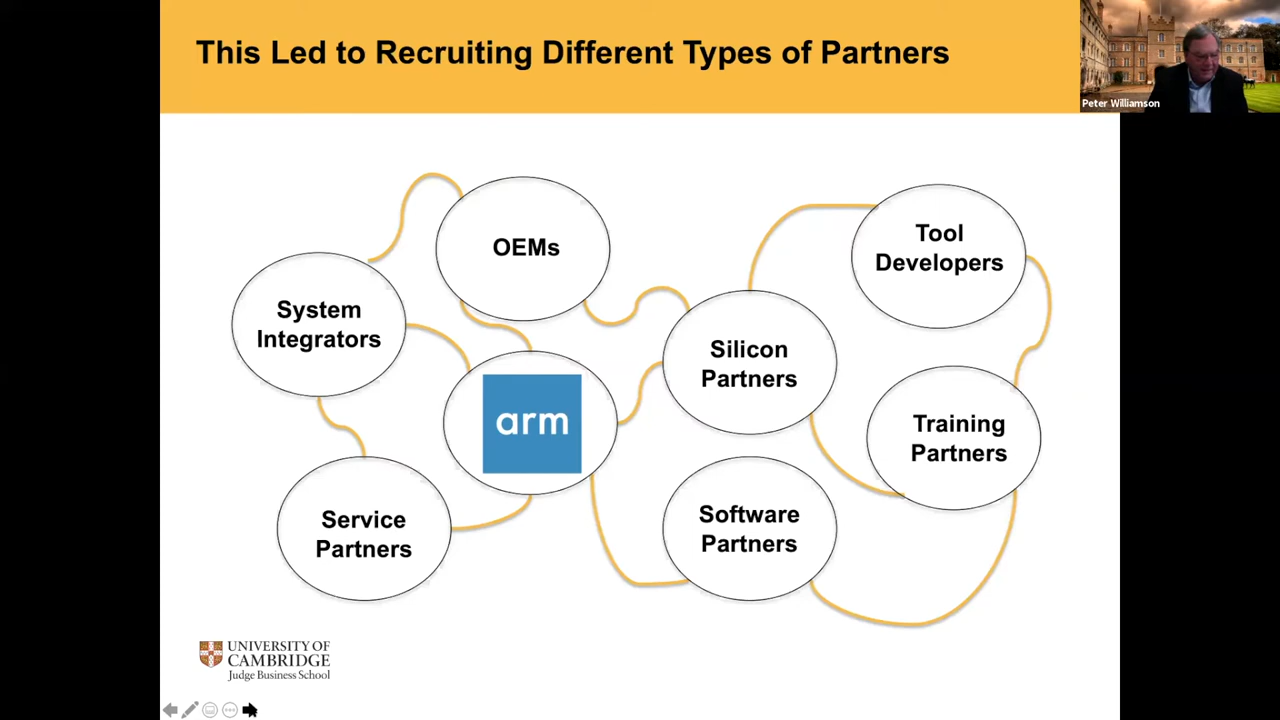 This Led to Recruiting Different Types of Partners
Peter Williamson
OEMs
Tool
Developers
System
Integrators
Silicon
Partners
arm
Training
Partners
Service
Partners
Software
Partners
UNIVERSITY OF
CAMBRIDGE
Judge Business School